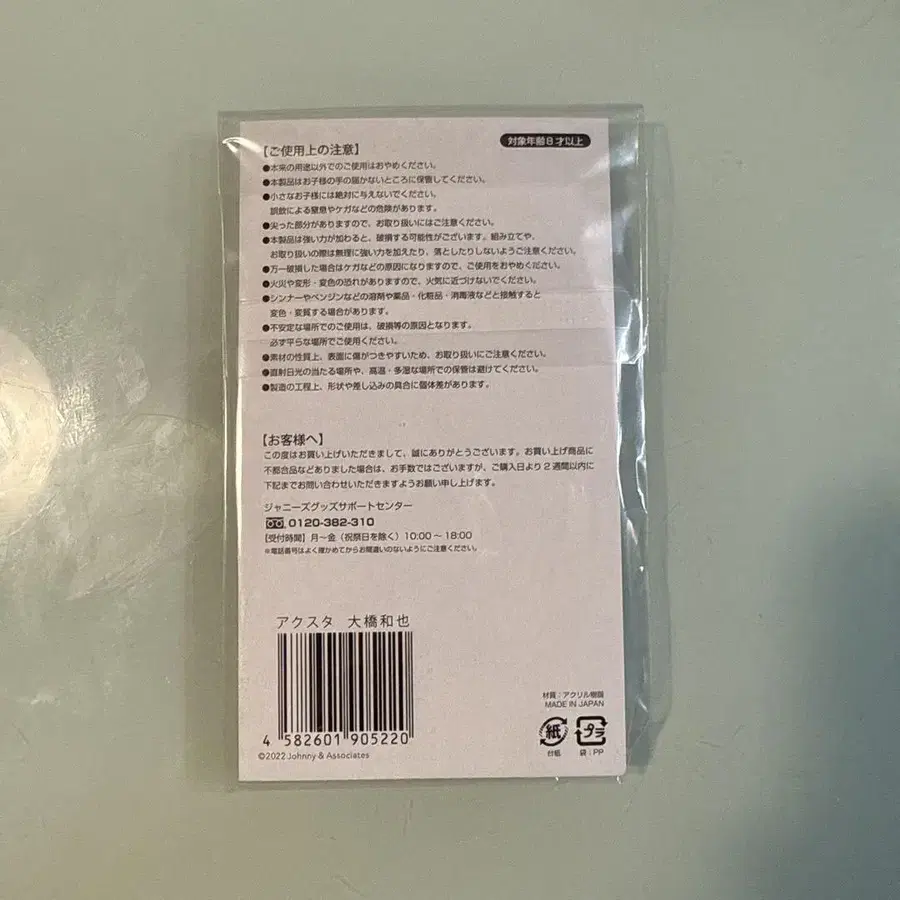 対象年齢8才以上
【ご使用上の注意】
●本来の用途以外でのご使用はおやめください。
●本製品はお子様の手の届かないところに保管してください。
●小さなお子様には絶対に与えないでください。
誤飲による窒息やケガなどの危険があります。
●尖った部分がありますので、お取り扱いにはご注意ください。
●本製品は強い力が加わると、破損する可能性がございます。組み立てや、
お取り扱いの際は無理に強い力を加えたり、落としたりしないようご注意ください。
●万一破損した場合はケガなどの原因になりますので、ご使用をおやめください。
●火災や変形・変色の恐れがありますので、火気に近づけないでください。
●シンナーやベンジンなどの溶剤や薬品・化粧品・消毒液などと接触すると
変色・変質する場合があります。
●不安定な場所でのご使用は、破損等の原因となります。
必ず平らな場所でご使用ください。
●素材の性質上、表面に傷がつきやすいため、お取り扱いにご注意ください。
●直射日光の当たる場所や、高温・多湿な場所での保管は避けてください。
●製造の工程上、形状や差し込みの具合に個体差があります。
【お客様へ】
この度はお買い上げいただきまして、誠にありがとうございます。お買い上げ商品に
不都合品などありました場合は、お手数ではございますが、ご購入日より2週間以内に
下記までお問い合わせいただきますようお願い申し上げます。
ジャニーズグッズサポートセンター
0120-382-310
【受付時間】月～金（祝祭日を除く）10:00～18:00
※電話番号はよく確かめてからお間違いのないようにご注意ください。
アクスタ 大橋和也
4 582601 905220
©2022 Johnny & Associates
材質：アクリル樹脂
MADE IN JAPAN
紙 プラ
台紙 袋：PP